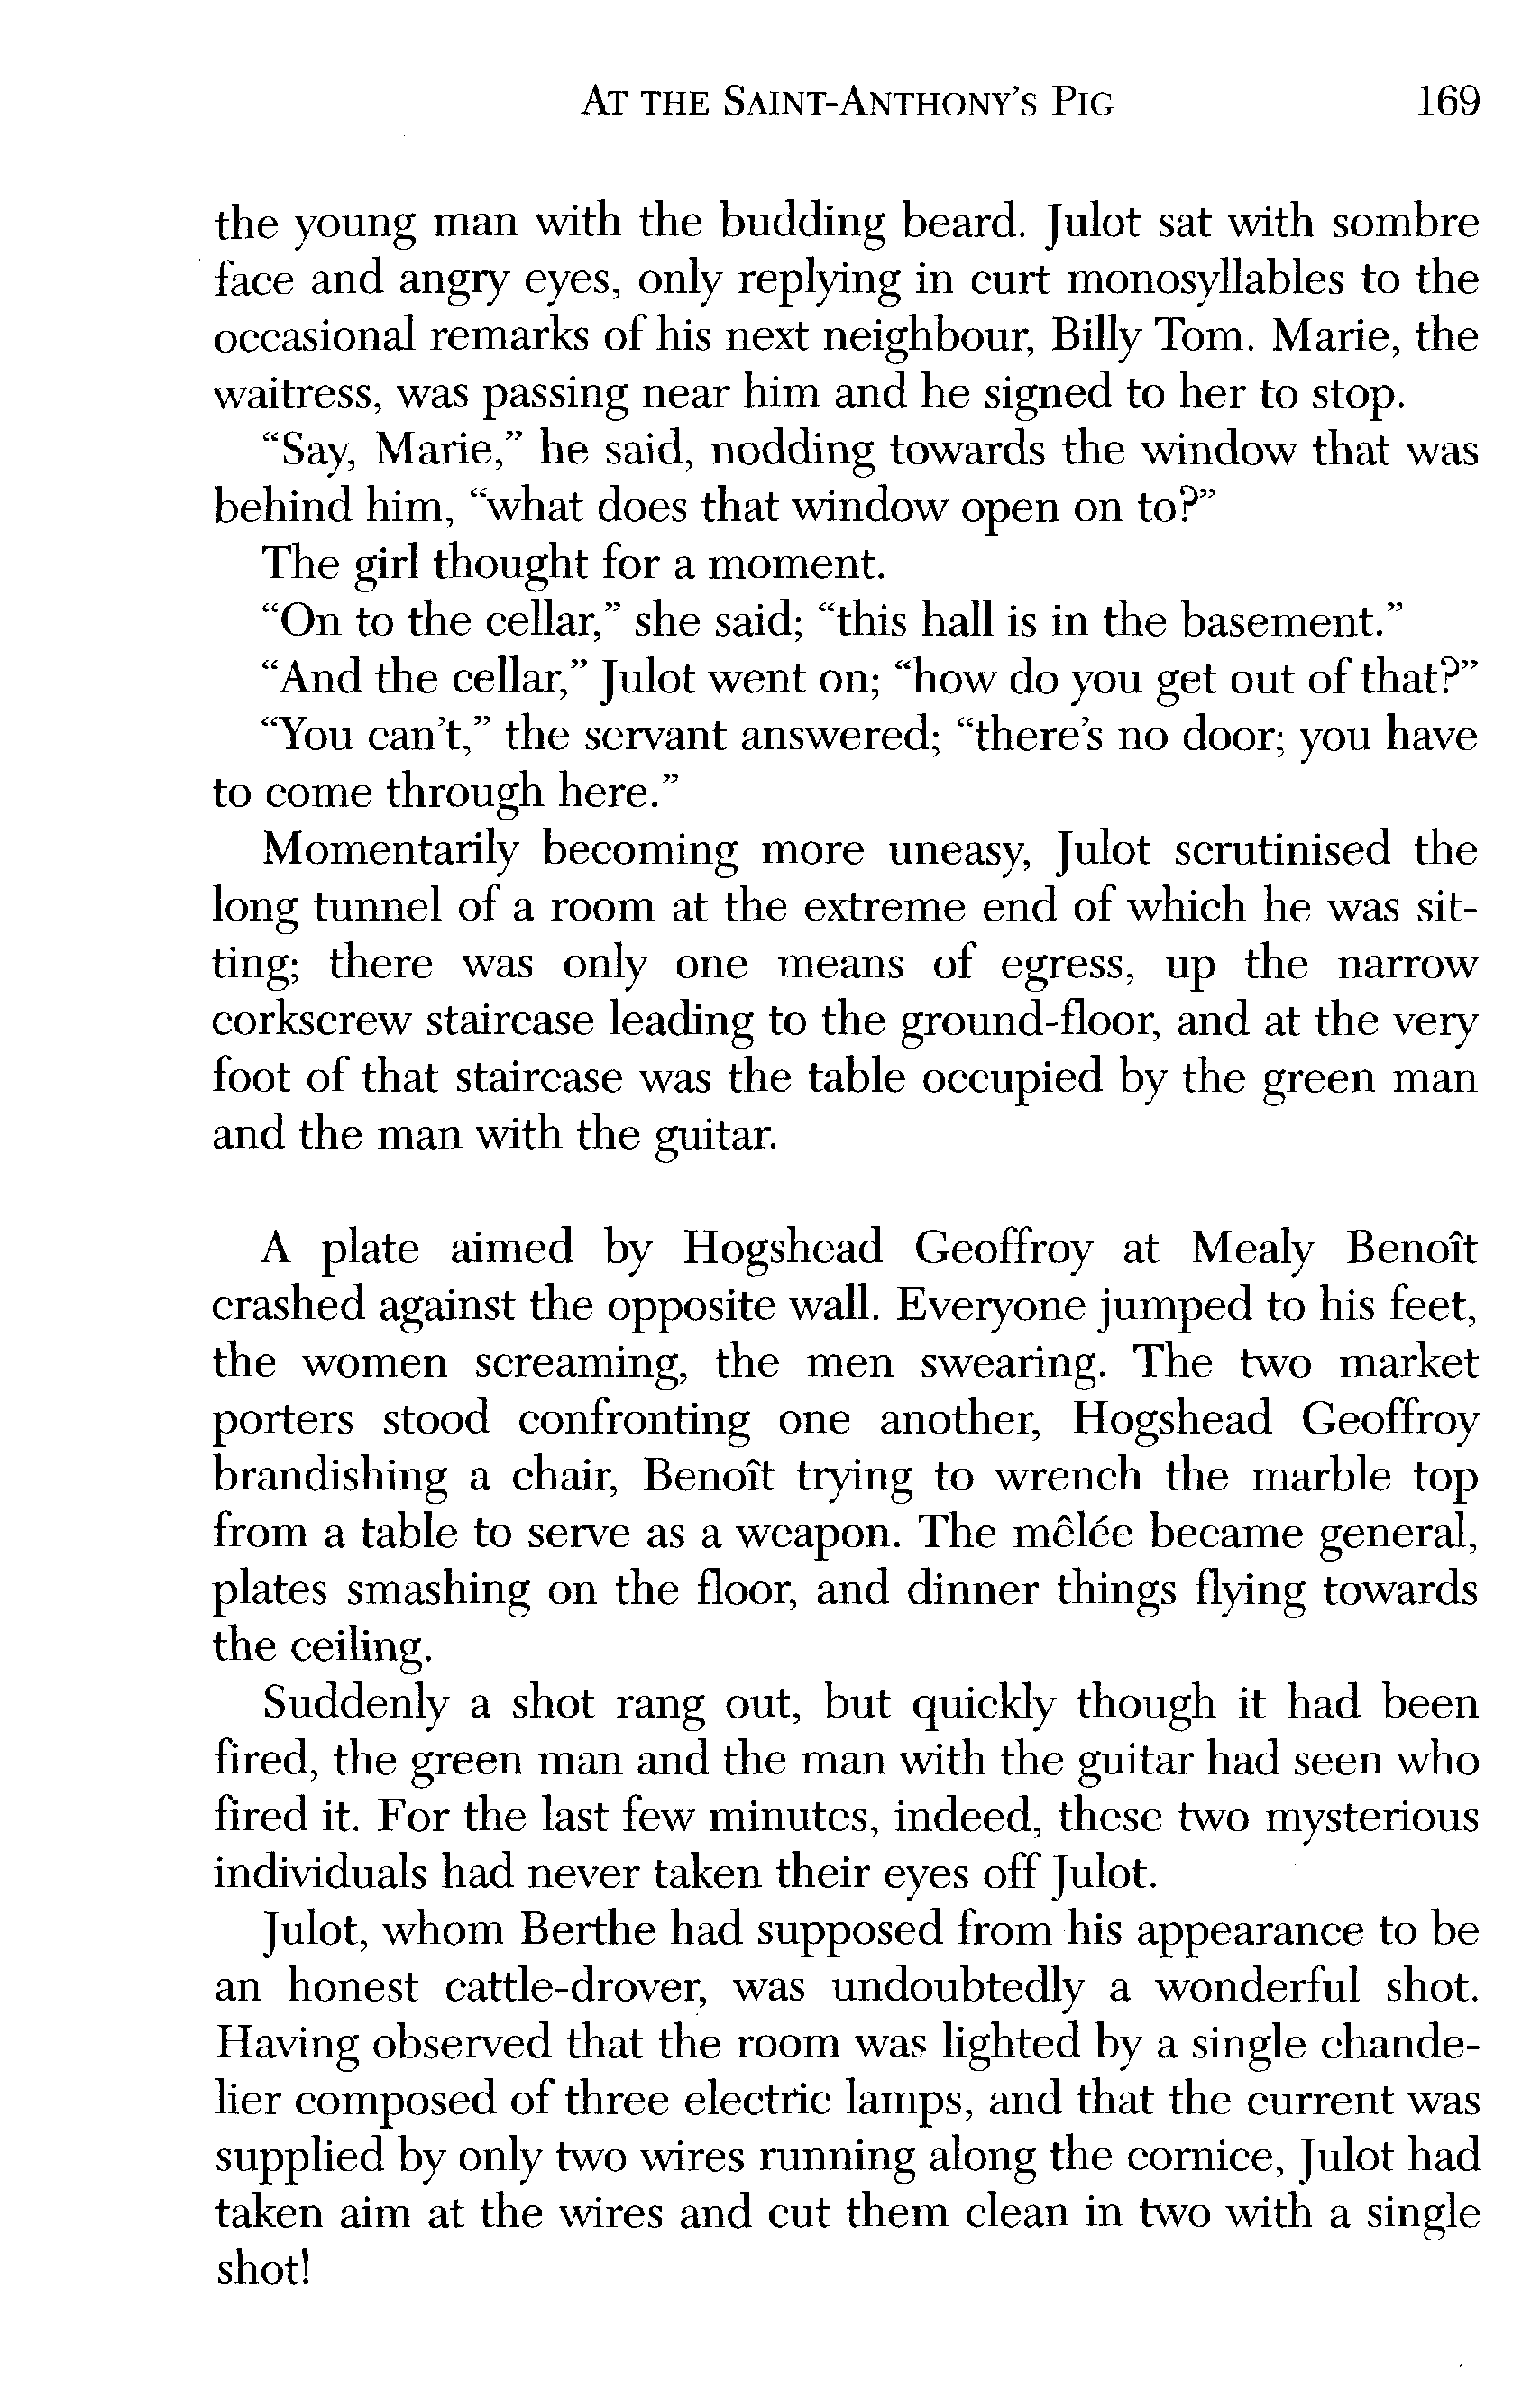 AT THE SAINT-ANTHONY'S PIG 169
the young man with the budding beard. Julot sat with sombre
face and angry eyes, only replying in curt monosyllables to the
occasional remarks of his next neighbour, Billy Tom. Marie, the
waitress, was passing near him and he signed to her to stop.
“Say, Marie,” he said, nodding towards the window that was
behind him, “what does that window open on to?”
The girl thought for a moment.
“On to the cellar,” she said; “this hall is in the basement.”
“And the cellar,” Julot went on; “how do you get out of that?”
“You can't,” the servant answered; “there's no door; you have
to come through here.”
Momentarily becoming more uneasy, Julot scrutinised the
long tunnel of a room at the extreme end of which he was sit-
ting; there was only one means of egress, up the narrow
corkscrew staircase leading to the ground-floor, and at the very
foot of that staircase was the table occupied by the green man
and the man with the guitar.
A plate aimed by Hogshead Geoffroy at Mealy Benoît
crashed against the opposite wall. Everyone jumped to his feet,
the women screaming, the men swearing. The two market
porters stood confronting one another, Hogshead Geoffroy
brandishing a chair, Benoît trying to wrench the marble top
from a table to serve as a weapon. The mêlée became general,
plates smashing on the floor, and dinner things flying towards
the ceiling.
Suddenly a shot rang out, but quickly though it had been
fired, the green man and the man with the guitar had seen who
fired it. For the last few minutes, indeed, these two mysterious
individuals had never taken their eyes off Julot.
Julot, whom Berthe had supposed from his appearance to be
an honest cattle-drover, was undoubtedly a wonderful shot.
Having observed that the room was lighted by a single chande-
lier composed of three electric lamps, and that the current was
supplied by only two wires running along the cornice, Julot had
taken aim at the wires and cut them clean in two with a single
shot!